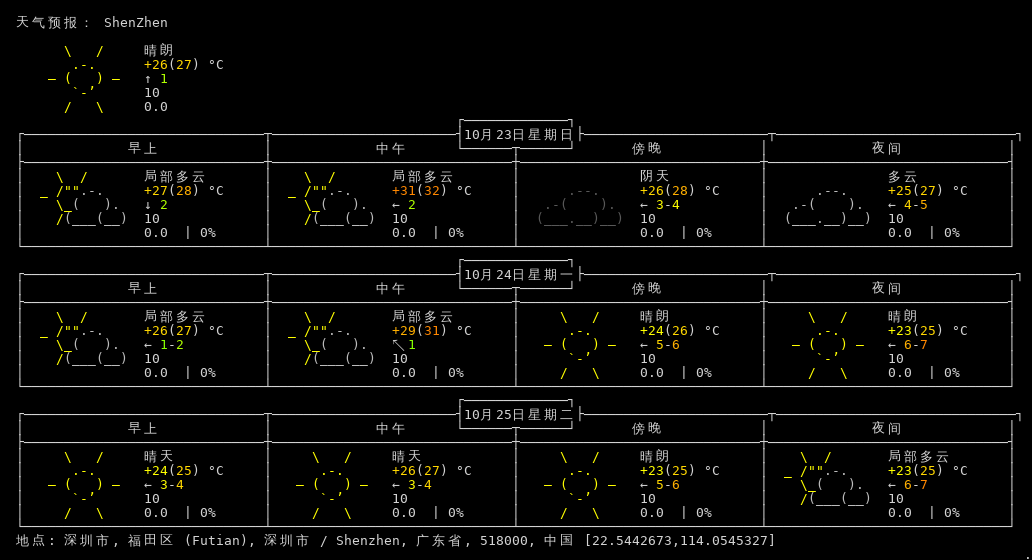 天气预报： ShenZhen
晴朗
+26(27) °C
↑ 1
10
0.0
10月23日星期日
早上 中午 傍晚 夜间
局部多云 局部多云 阴天 多云
+27(28) °C +31(32) °C +26(28) °C +25(27) °C
↓ 2 ← 2 ← 3-4 ← 4-5
10 10 10 10
0.0 | 0% 0.0 | 0% 0.0 | 0% 0.0 | 0%
10月24日星期一
早上 中午 傍晚 夜间
局部多云 局部多云 晴朗 晴朗
+26(27) °C +29(31) °C +24(26) °C +23(25) °C
← 1-2 ↖ 1 ← 5-6 ← 6-7
10 10 10 10
0.0 | 0% 0.0 | 0% 0.0 | 0% 0.0 | 0%
10月25日星期二
早上 中午 傍晚 夜间
晴天 晴天 晴朗 局部多云
+24(25) °C +26(27) °C +23(25) °C +23(25) °C
← 3-4 ← 3-4 ← 5-6 ← 6-7
10 10 10 10
0.0 | 0% 0.0 | 0% 0.0 | 0% 0.0 | 0%
地点: 深圳市, 福田区 (Futian), 深圳市 / Shenzhen, 广东省, 518000, 中国 [22.5442673,114.0545327]